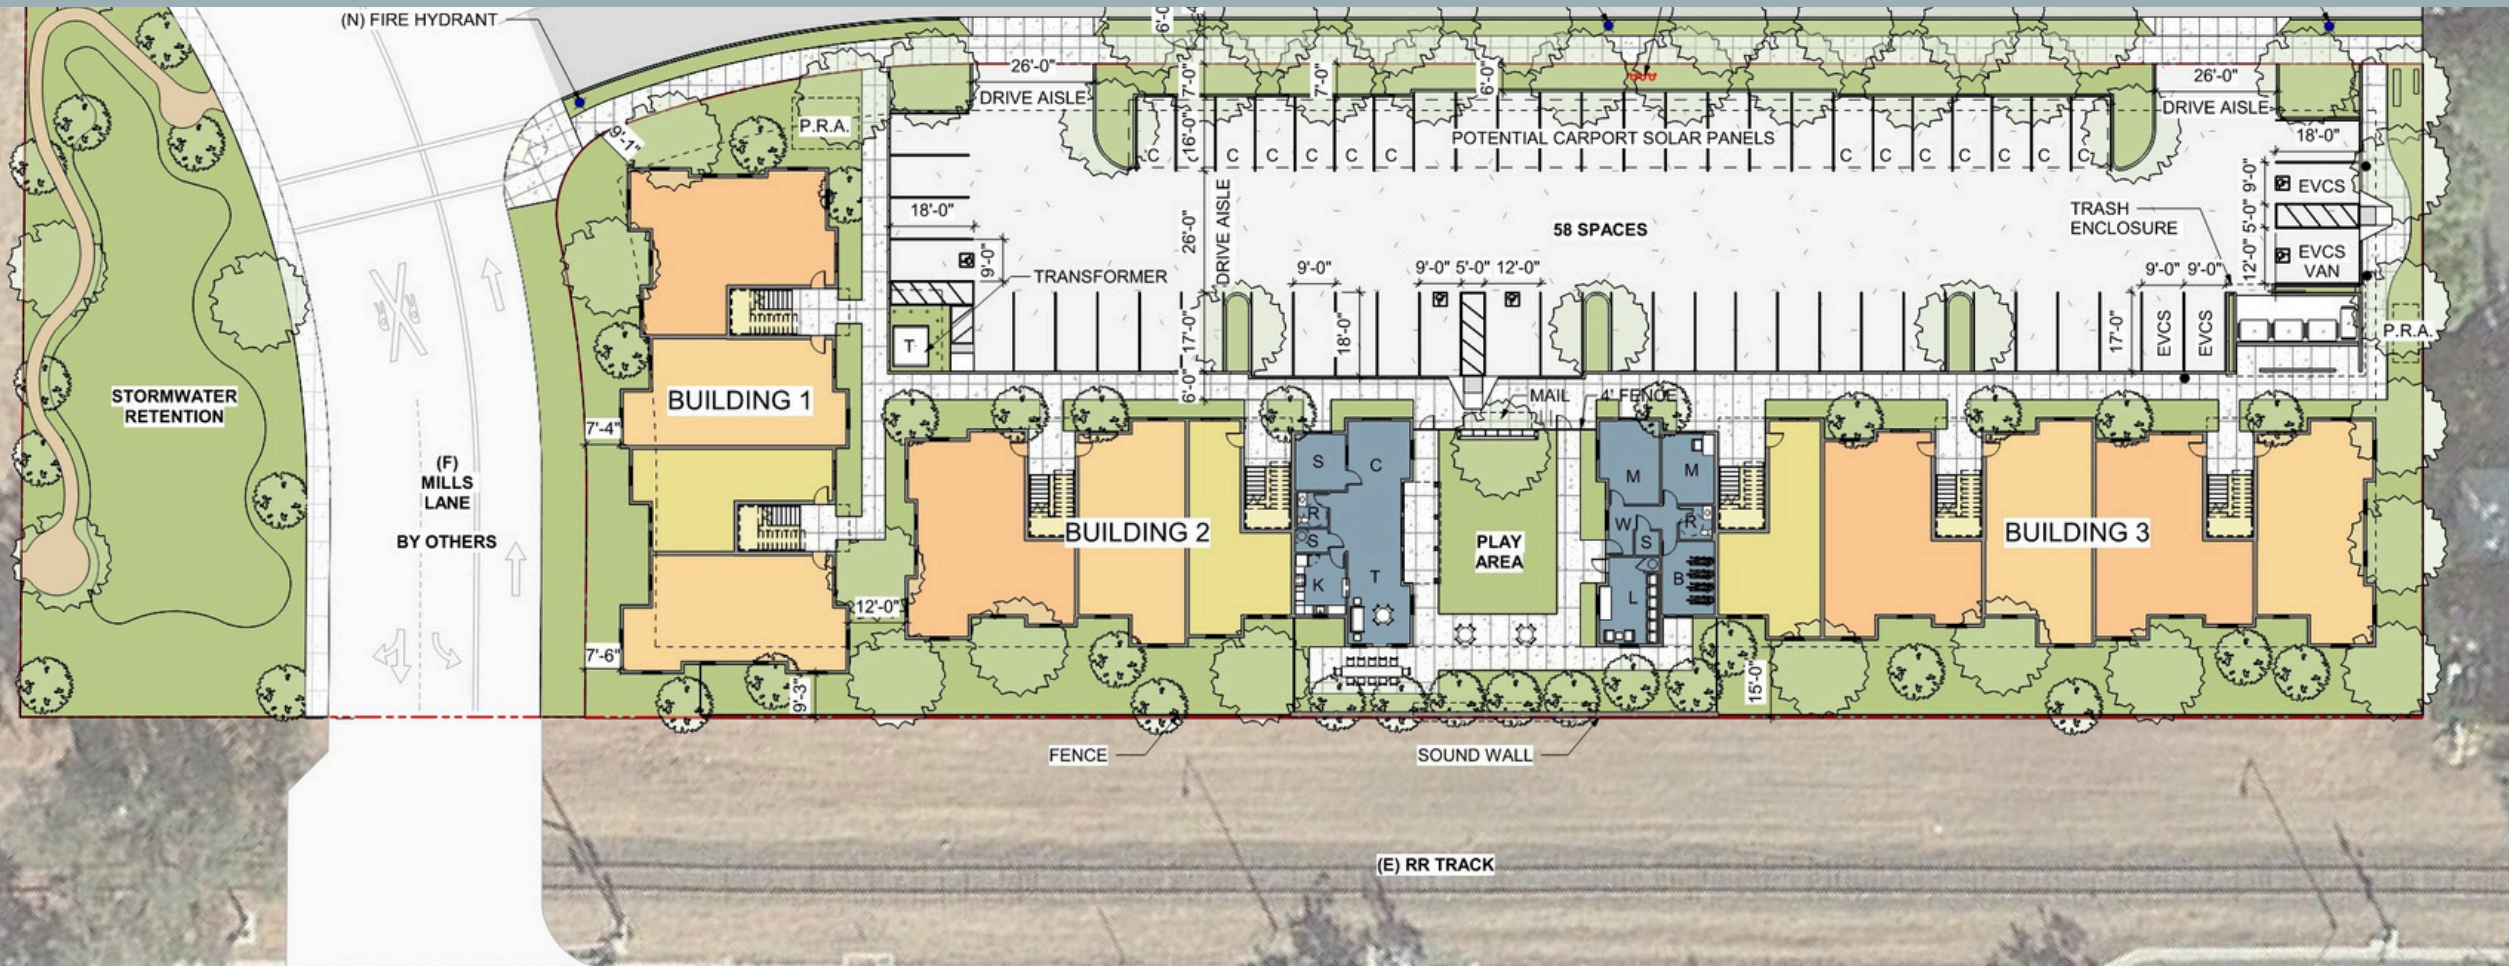 (N) FIRE HYDRANT
6'-0"
26'-0"
DRIVE AISLE
7'-0"
7'-0"
6'-0"
26'-0"
DRIVE AISLE
P.R.A.
9'-1"
16'-0"
POTENTIAL CARPORT SOLAR PANELS
C
C
C
C
C
C
C
C
C
C
C
C
C
18'-0"
9'-0"
EVCS
5'-0"
EVCS
VAN
12'-0"
18'-0"
9'-0"
TRANSFORMER
T
26'-0"
DRIVE AISLE
58 SPACES
TRASH
ENCLOSURE
9'-0"
9'-0" 5'-0" 12'-0"
9'-0" 9'-0"
17'-0"
18'-0"
17'-0"
EVCS
EVCS
P.R.A.
6'-0"
MAIL
4' FENCE
STORMWATER
RETENTION
(F)
MILLS
LANE
BY OTHERS
BUILDING 1
7'-4"
7'-6"
12'-0"
9'-3"
BUILDING 2
S
C
R
S
K
T
PLAY
AREA
M
M
W
S
R
L
B
BUILDING 3
15'-0"
FENCE
SOUND WALL
(E) RR TRACK